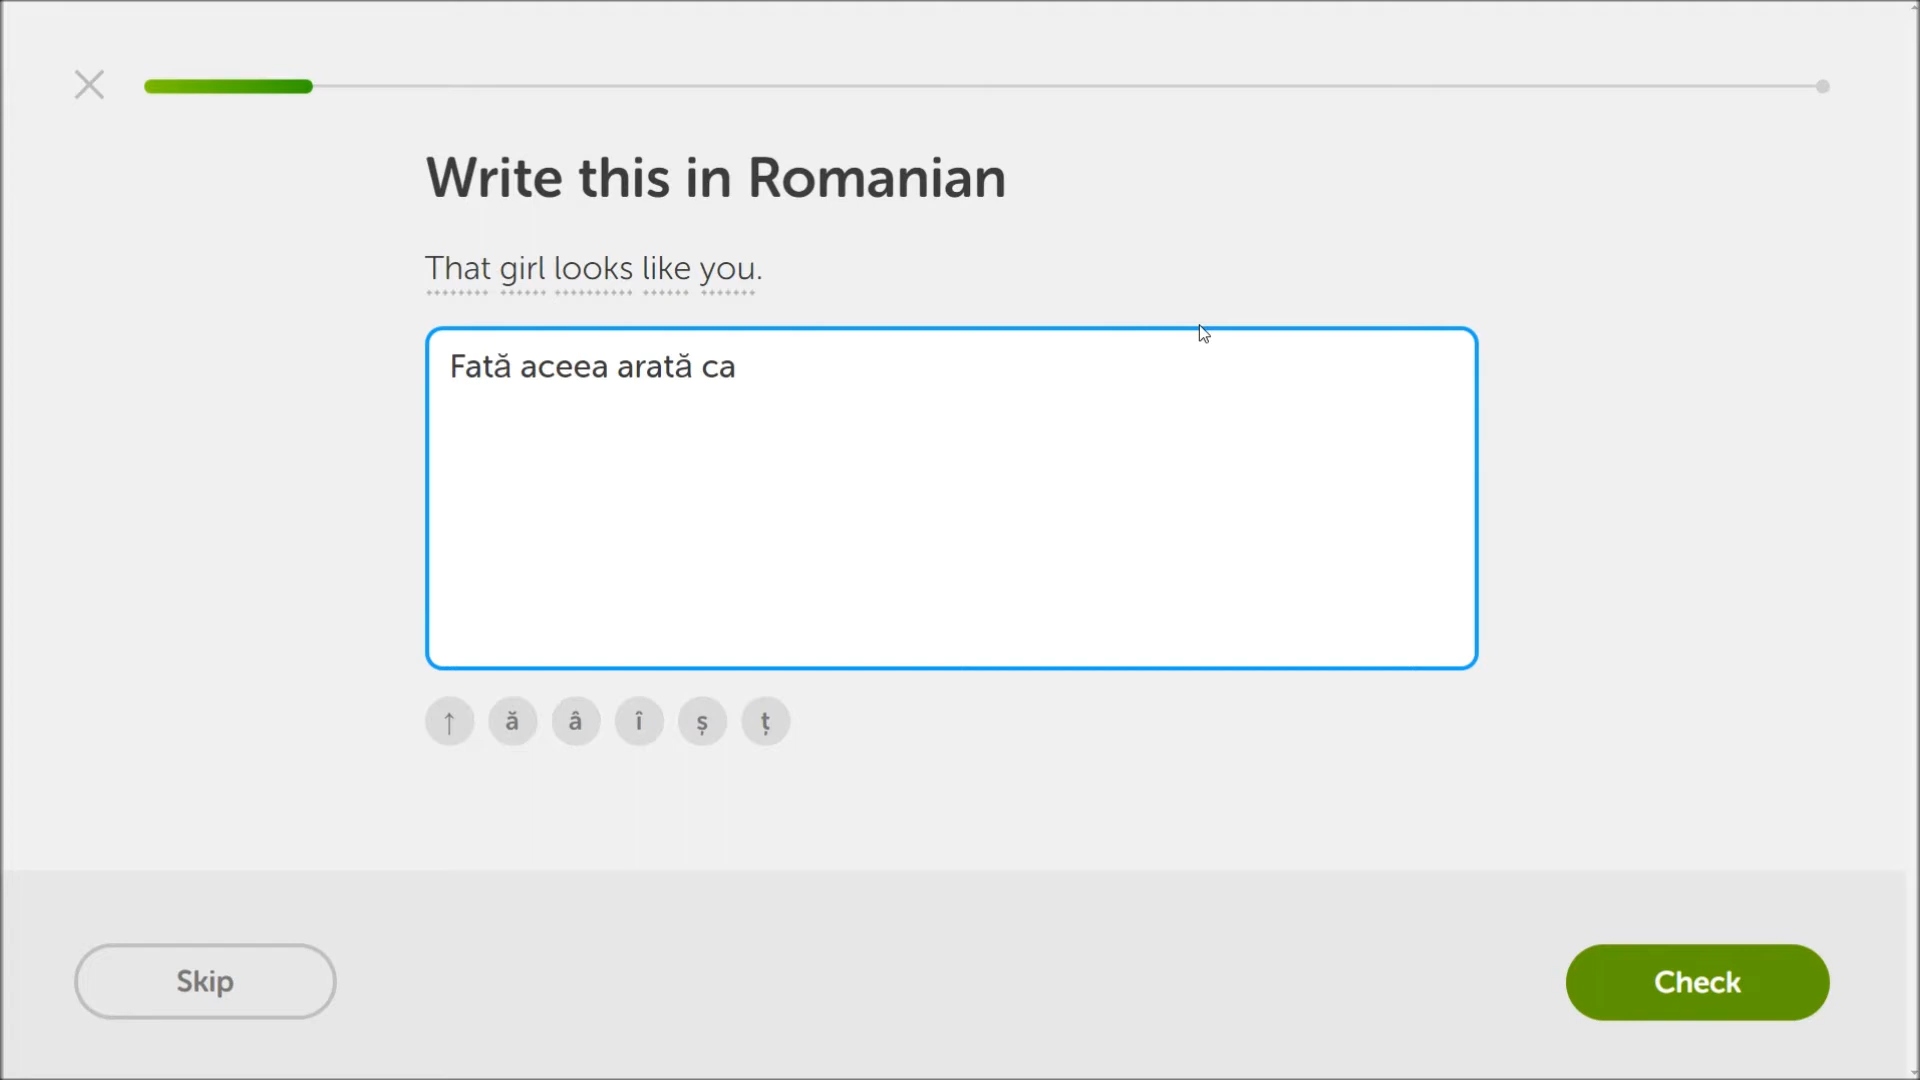 Write this in Romanian
That girl looks like you.
Fată aceea arată ca
↑ ă â î ș ț
Skip
Check